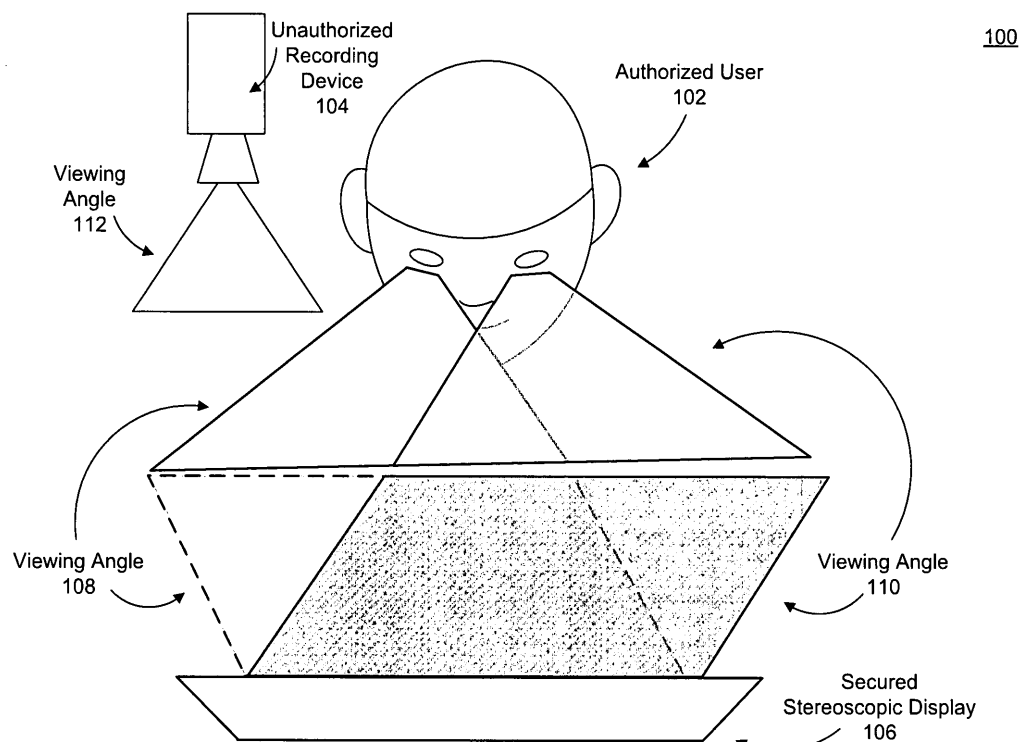 100
Unauthorized
Recording
Device
104
Authorized User
102
Viewing
Angle
112
Viewing Angle
108
Viewing Angle
110
Secured
Stereoscopic Display
106